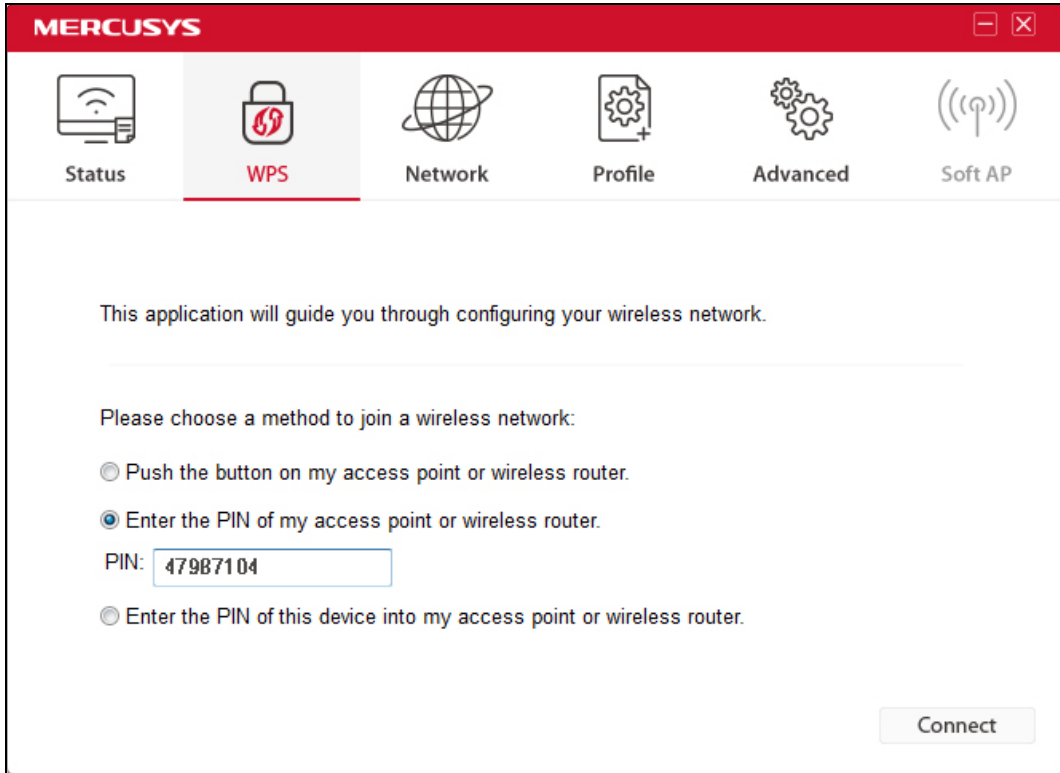 MERCUSYS
Status WPS Network Profile Advanced Soft AP
This application will guide you through configuring your wireless network.
Please choose a method to join a wireless network:
Push the button on my access point or wireless router.
Enter the PIN of my access point or wireless router.
PIN: 47987104
Enter the PIN of this device into my access point or wireless router.
Connect